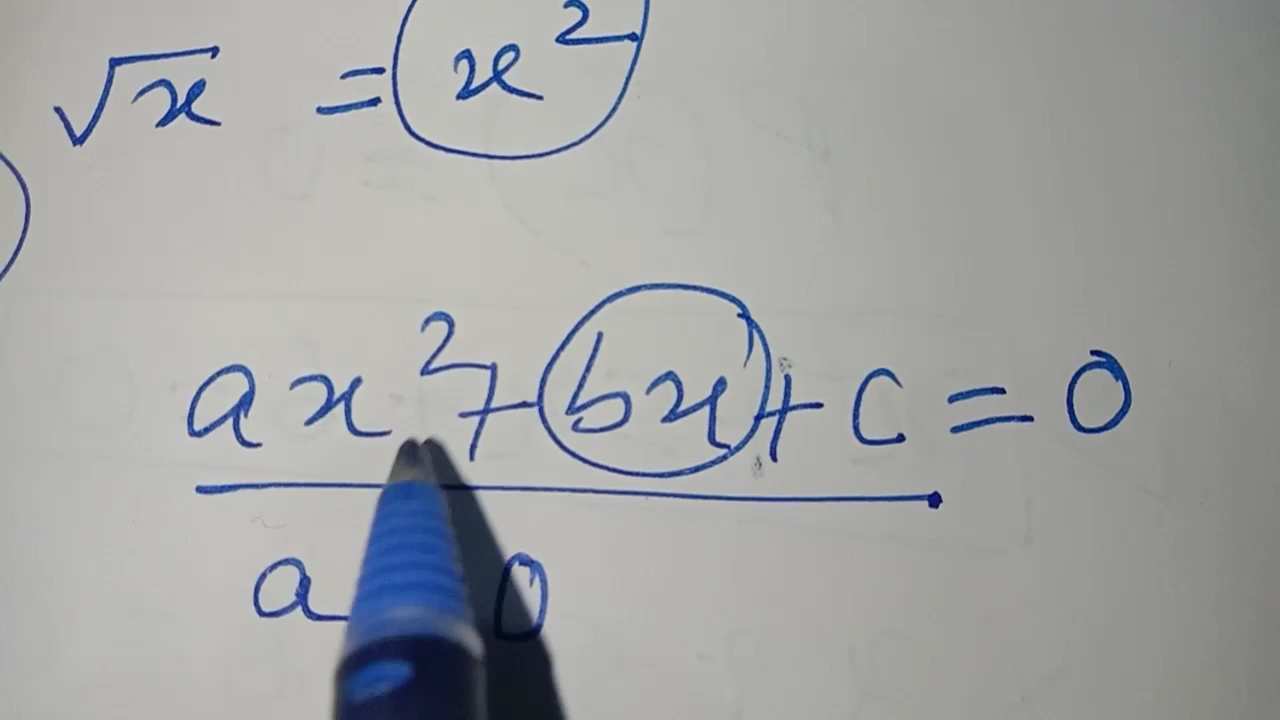 √x = x²
ax² + bx + c = 0
a 0